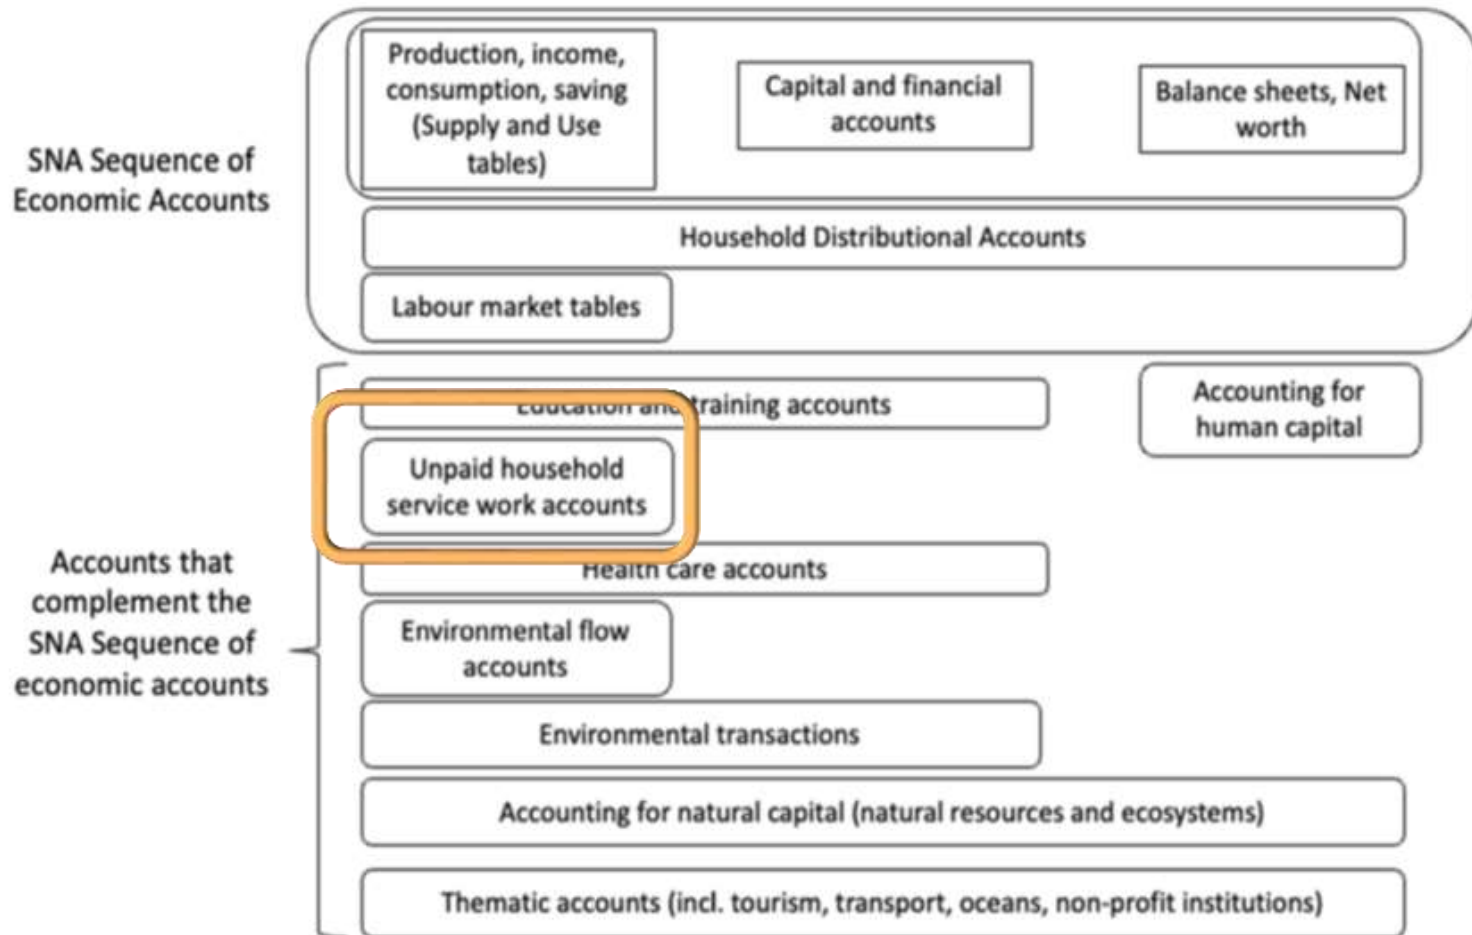 SNA Sequence of
Economic Accounts
Production, income,
consumption, saving
(Supply and Use
tables)
Capital and financial
accounts
Balance sheets, Net
worth
Household Distributional Accounts
Labour market tables
Accounts that
complement the
SNA Sequence of
economic accounts
Education and training accounts
Accounting for
human capital
Unpaid household
service work accounts
Health care accounts
Environmental flow
accounts
Environmental transactions
Accounting for natural capital (natural resources and ecosystems)
Thematic accounts (incl. tourism, transport, oceans, non-profit institutions)